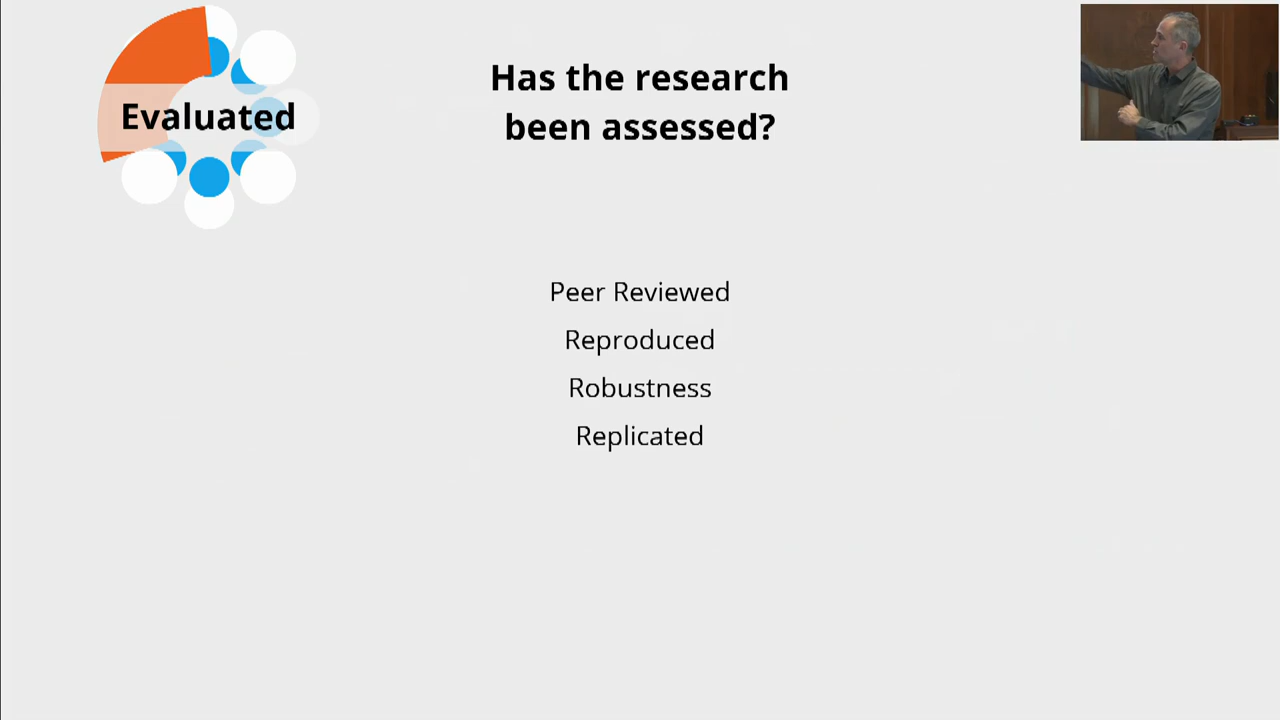 Evaluated
Has the research
been assessed?
Peer Reviewed
Reproduced
Robustness
Replicated